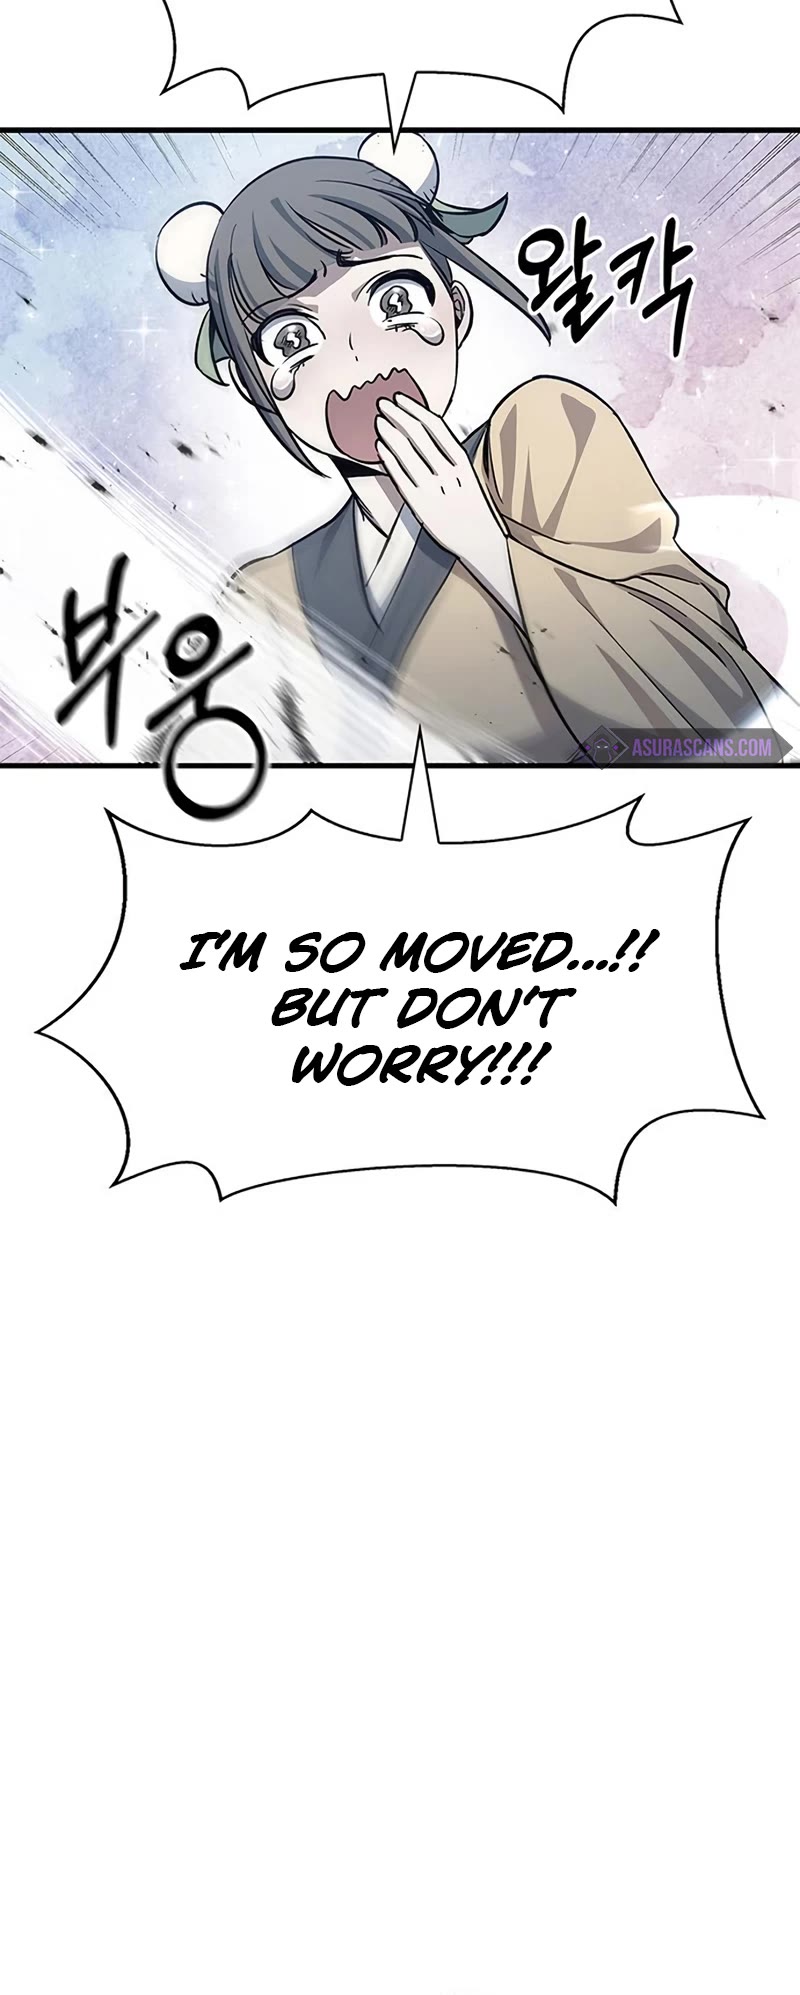 왈칵
부웅
ASURASCANS.COM
I'M SO MOVED...!!
BUT DON'T
WORRY!!!